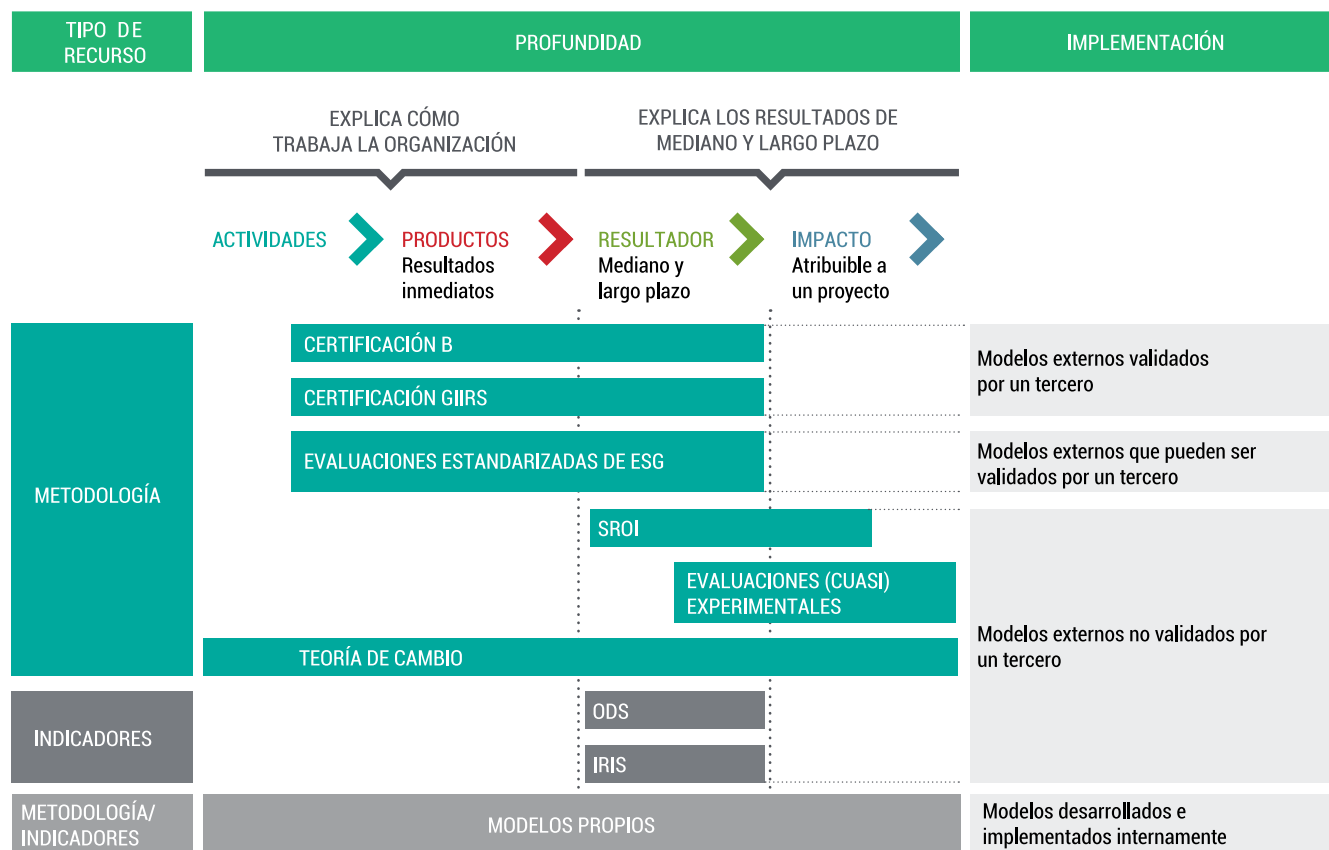 TIPO DE
RECURSO
PROFUNDIDAD
IMPLEMENTACIÓN
EXPLICA CÓMO
TRABAJA LA ORGANIZACIÓN
EXPLICA LOS RESULTADOS DE
MEDIANO Y LARGO PLAZO
ACTIVIDADES
PRODUCTOS
Resultados
inmediatos
RESULTADOR
Mediano y
largo plazo
IMPACTO
Atribuible a
un proyecto
METODOLOGÍA
CERTIFICACIÓN B
CERTIFICACIÓN GIIRS
Modelos externos validados
por un tercero
EVALUACIONES ESTANDARIZADAS DE ESG
Modelos externos que pueden ser
validados por un tercero
SROI
EVALUACIONES (CUASI)
EXPERIMENTALES
TEORÍA DE CAMBIO
Modelos externos no validados por
un tercero
INDICADORES
ODS
IRIS
METODOLOGÍA/
INDICADORES
MODELOS PROPIOS
Modelos desarrollados e
implementados internamente